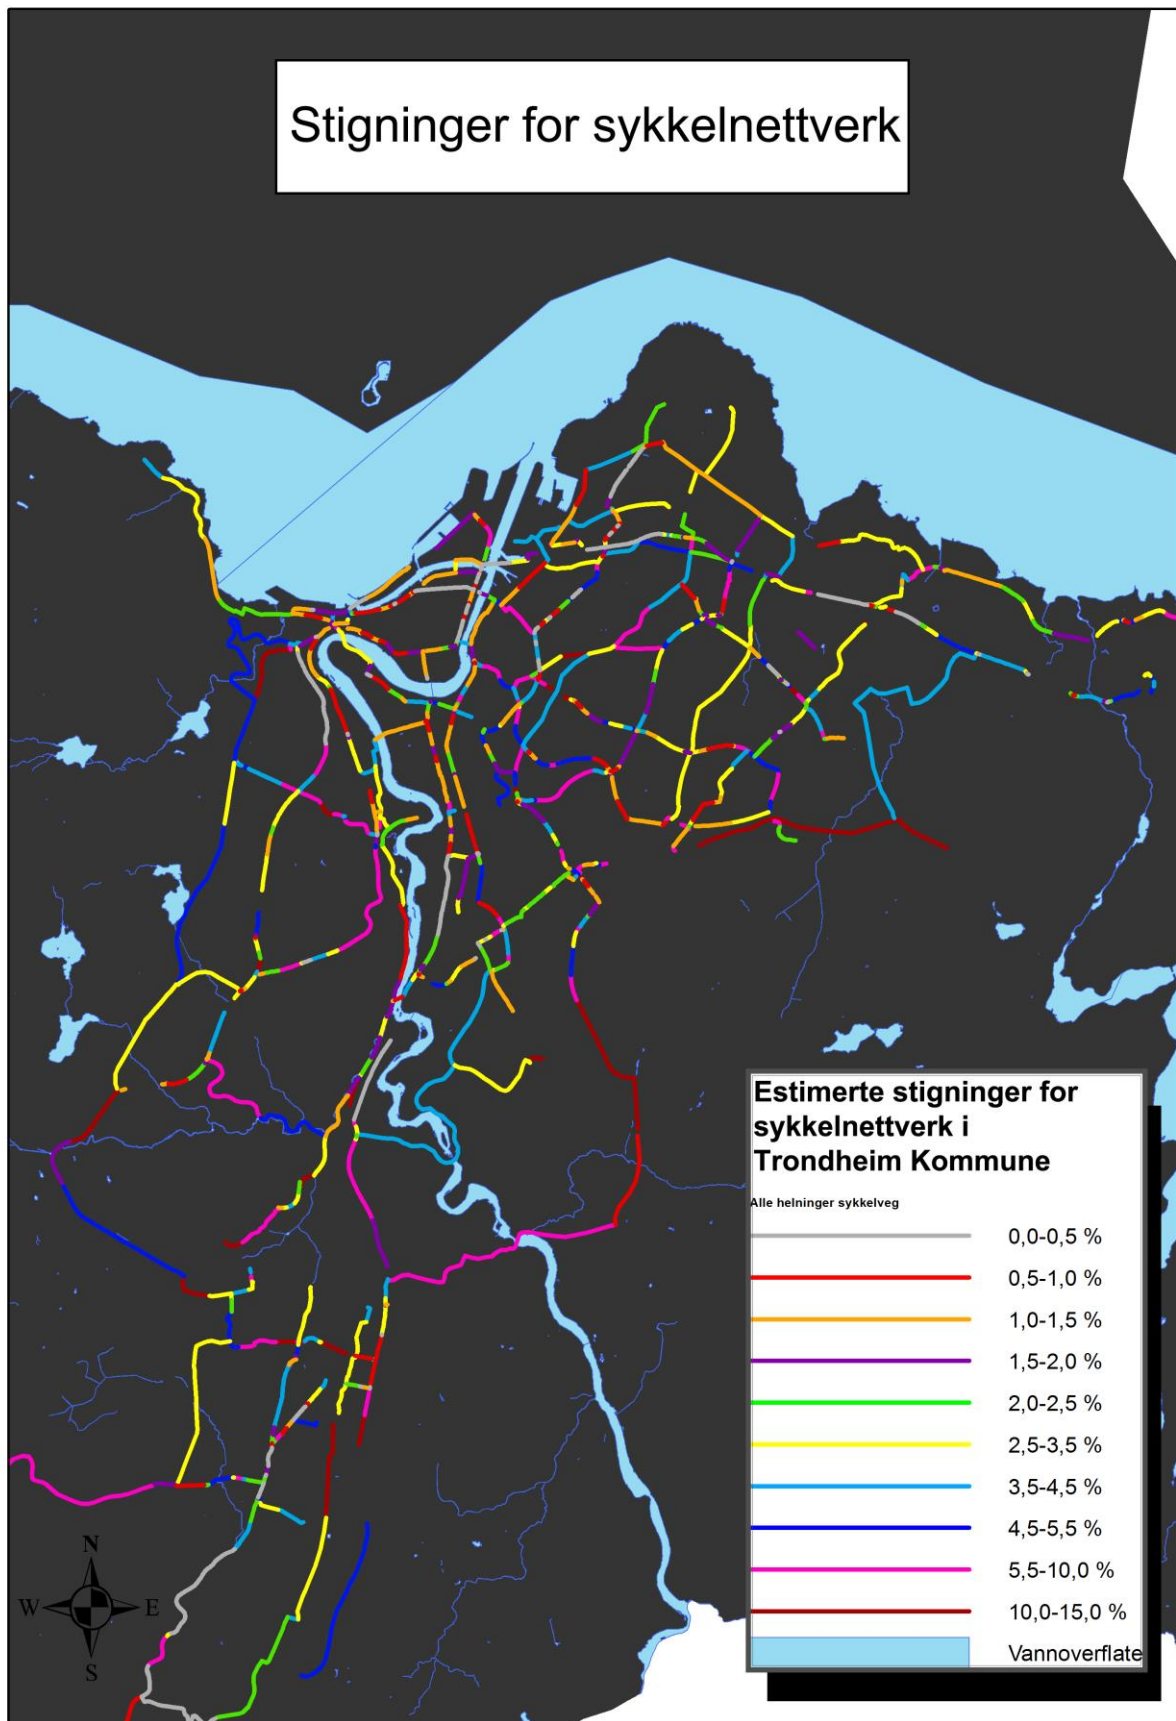 Stigninger for sykkelnettverk
Estimerte stigninger for
sykkelnettverk i
Trondheim Kommune
Alle helninger sykkelveg
0,0-0,5 %
0,5-1,0 %
1,0-1,5 %
1,5-2,0 %
2,0-2,5 %
2,5-3,5 %
3,5-4,5 %
4,5-5,5 %
5,5-10,0 %
10,0-15,0 %
Vannoverflate
N
W E
S